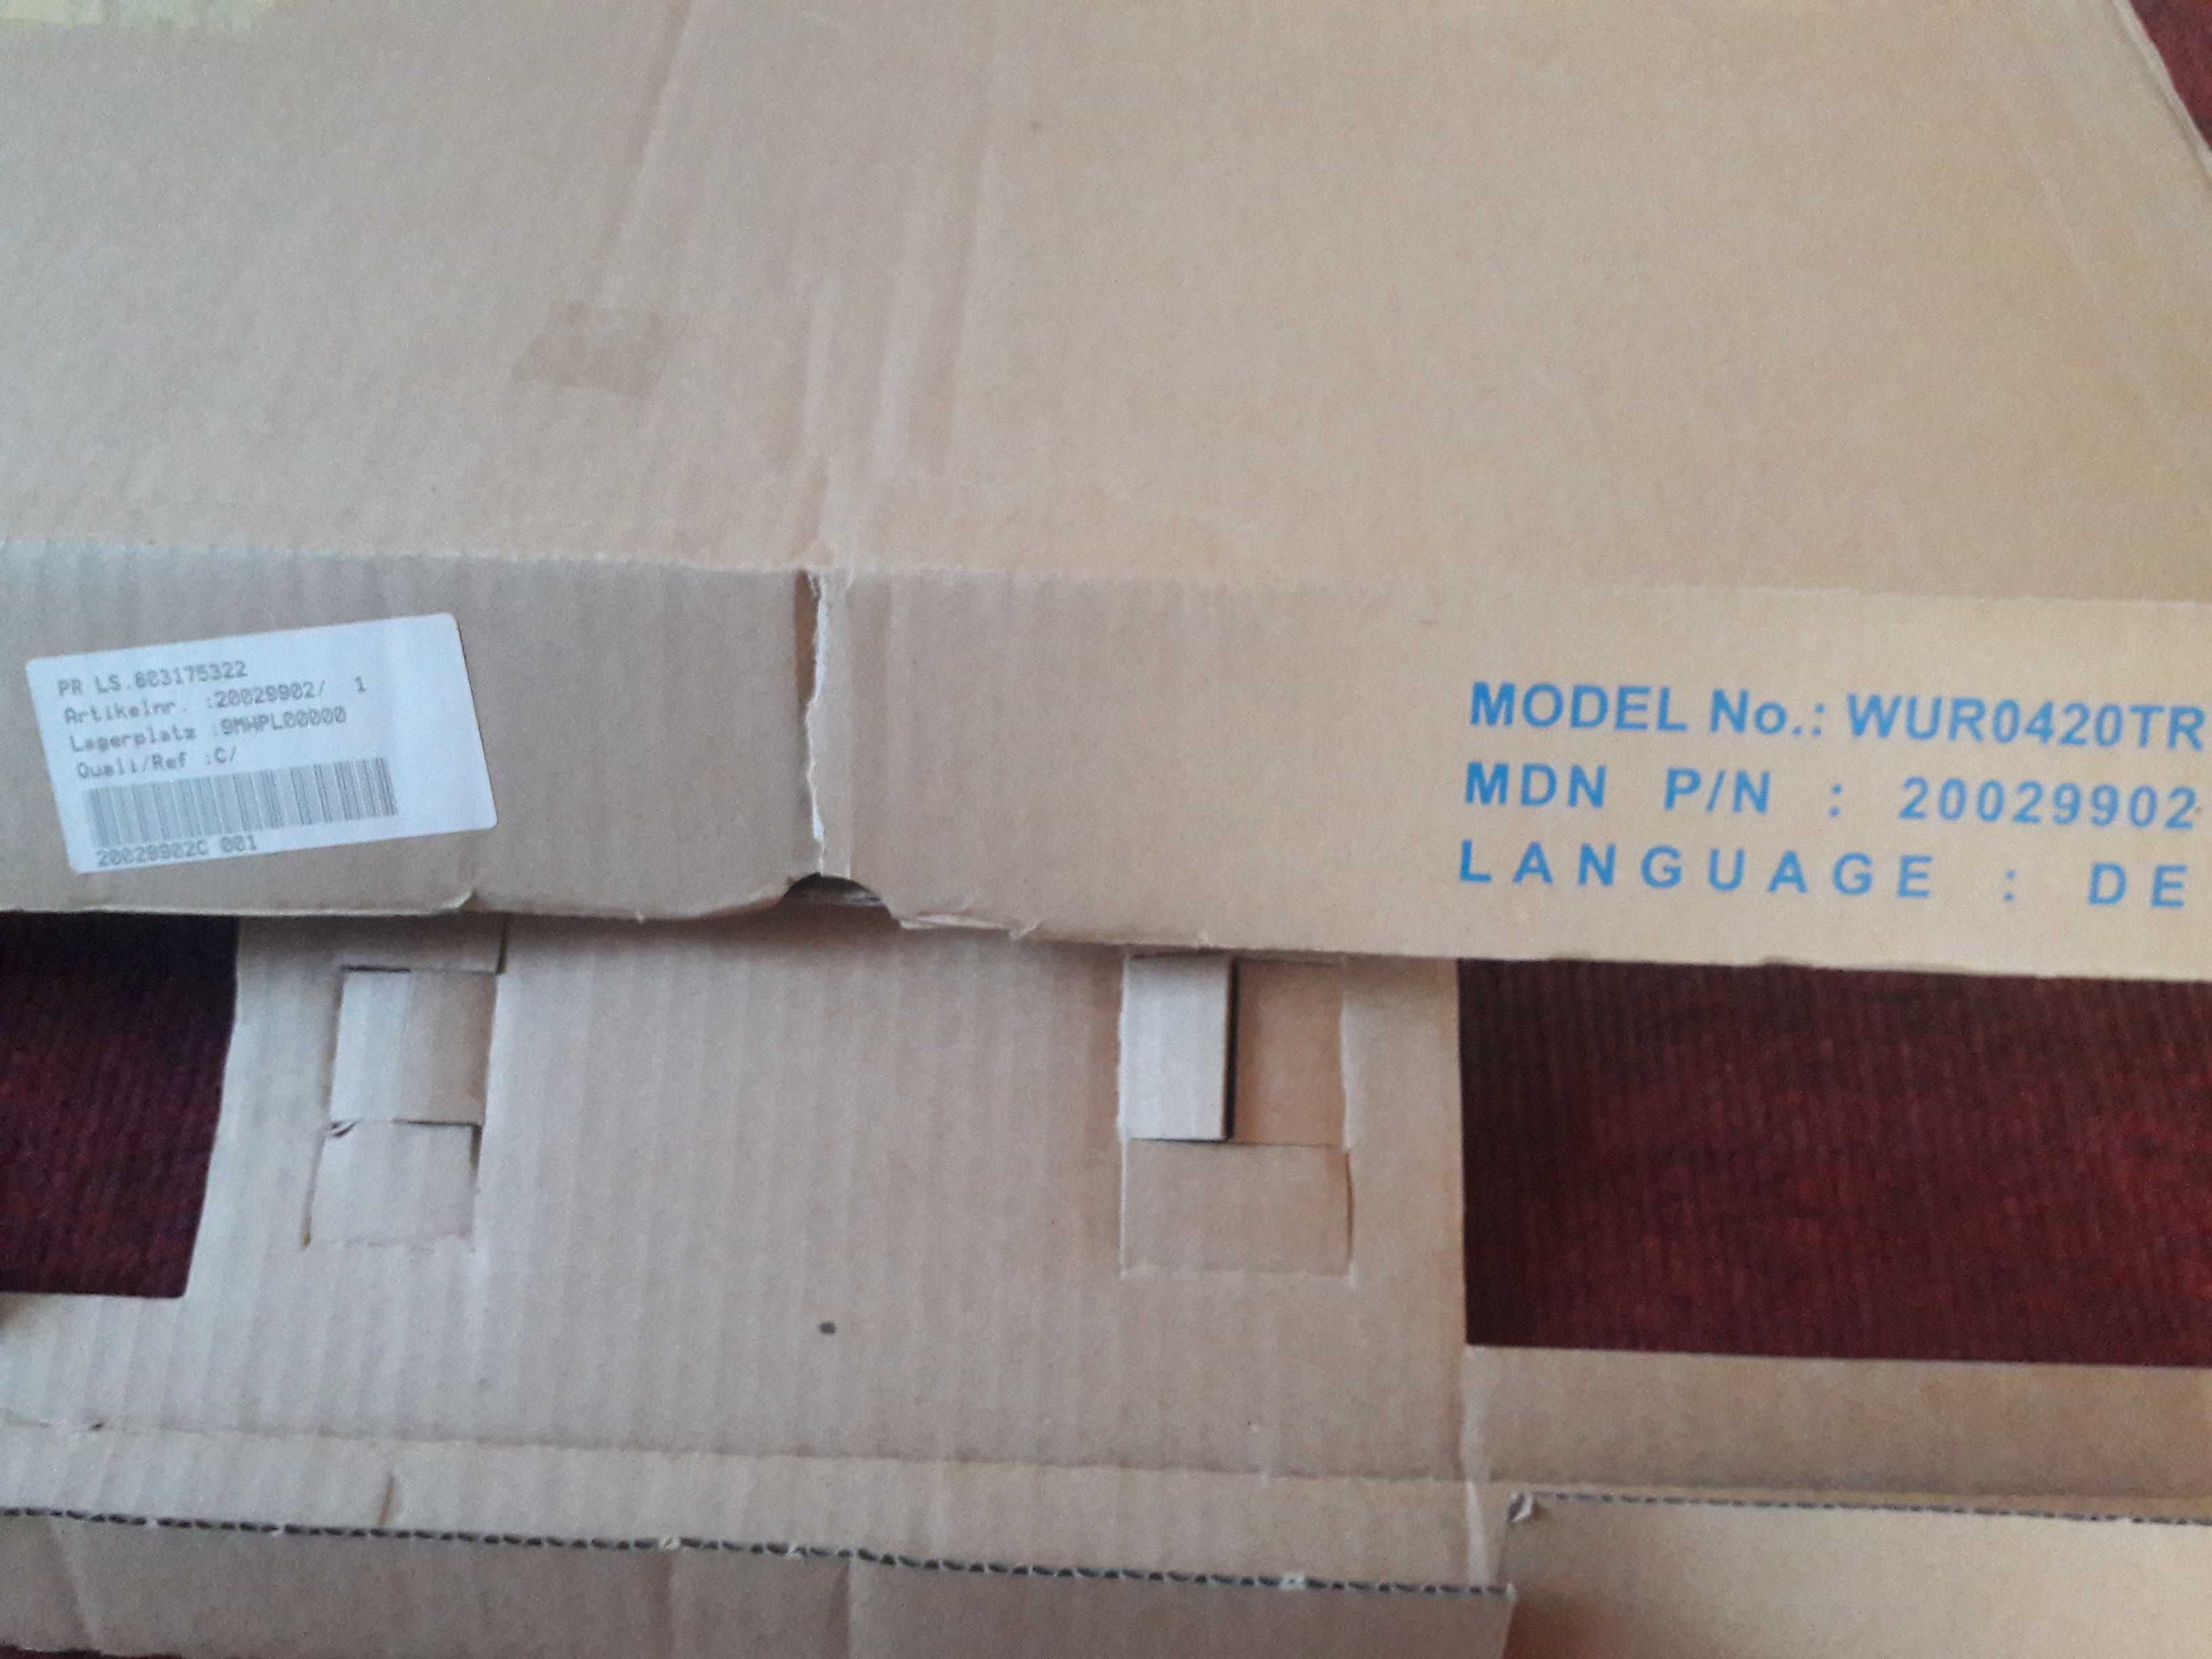 PR LS.803175322
Artikelnr. :20029902/ 1
Lagerplatz :9MWPL00000
Quali/Ref :C/
20029902C 001
MODEL No.: WUR0420TR
MDN P/N : 20029902
LANGUAGE : DE